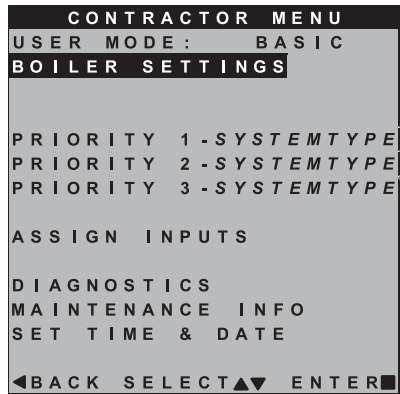 CONTRACTOR MENU
USER MODE: BASIC
BOILER SETTINGS
PRIORITY 1-SYSTEMTYPE
PRIORITY 2-SYSTEMTYPE
PRIORITY 3-SYSTEMTYPE
ASSIGN INPUTS
DIAGNOSTICS
MAINTENANCE INFO
SET TIME & DATE
◀BACK SELECT▲▼ ENTER■